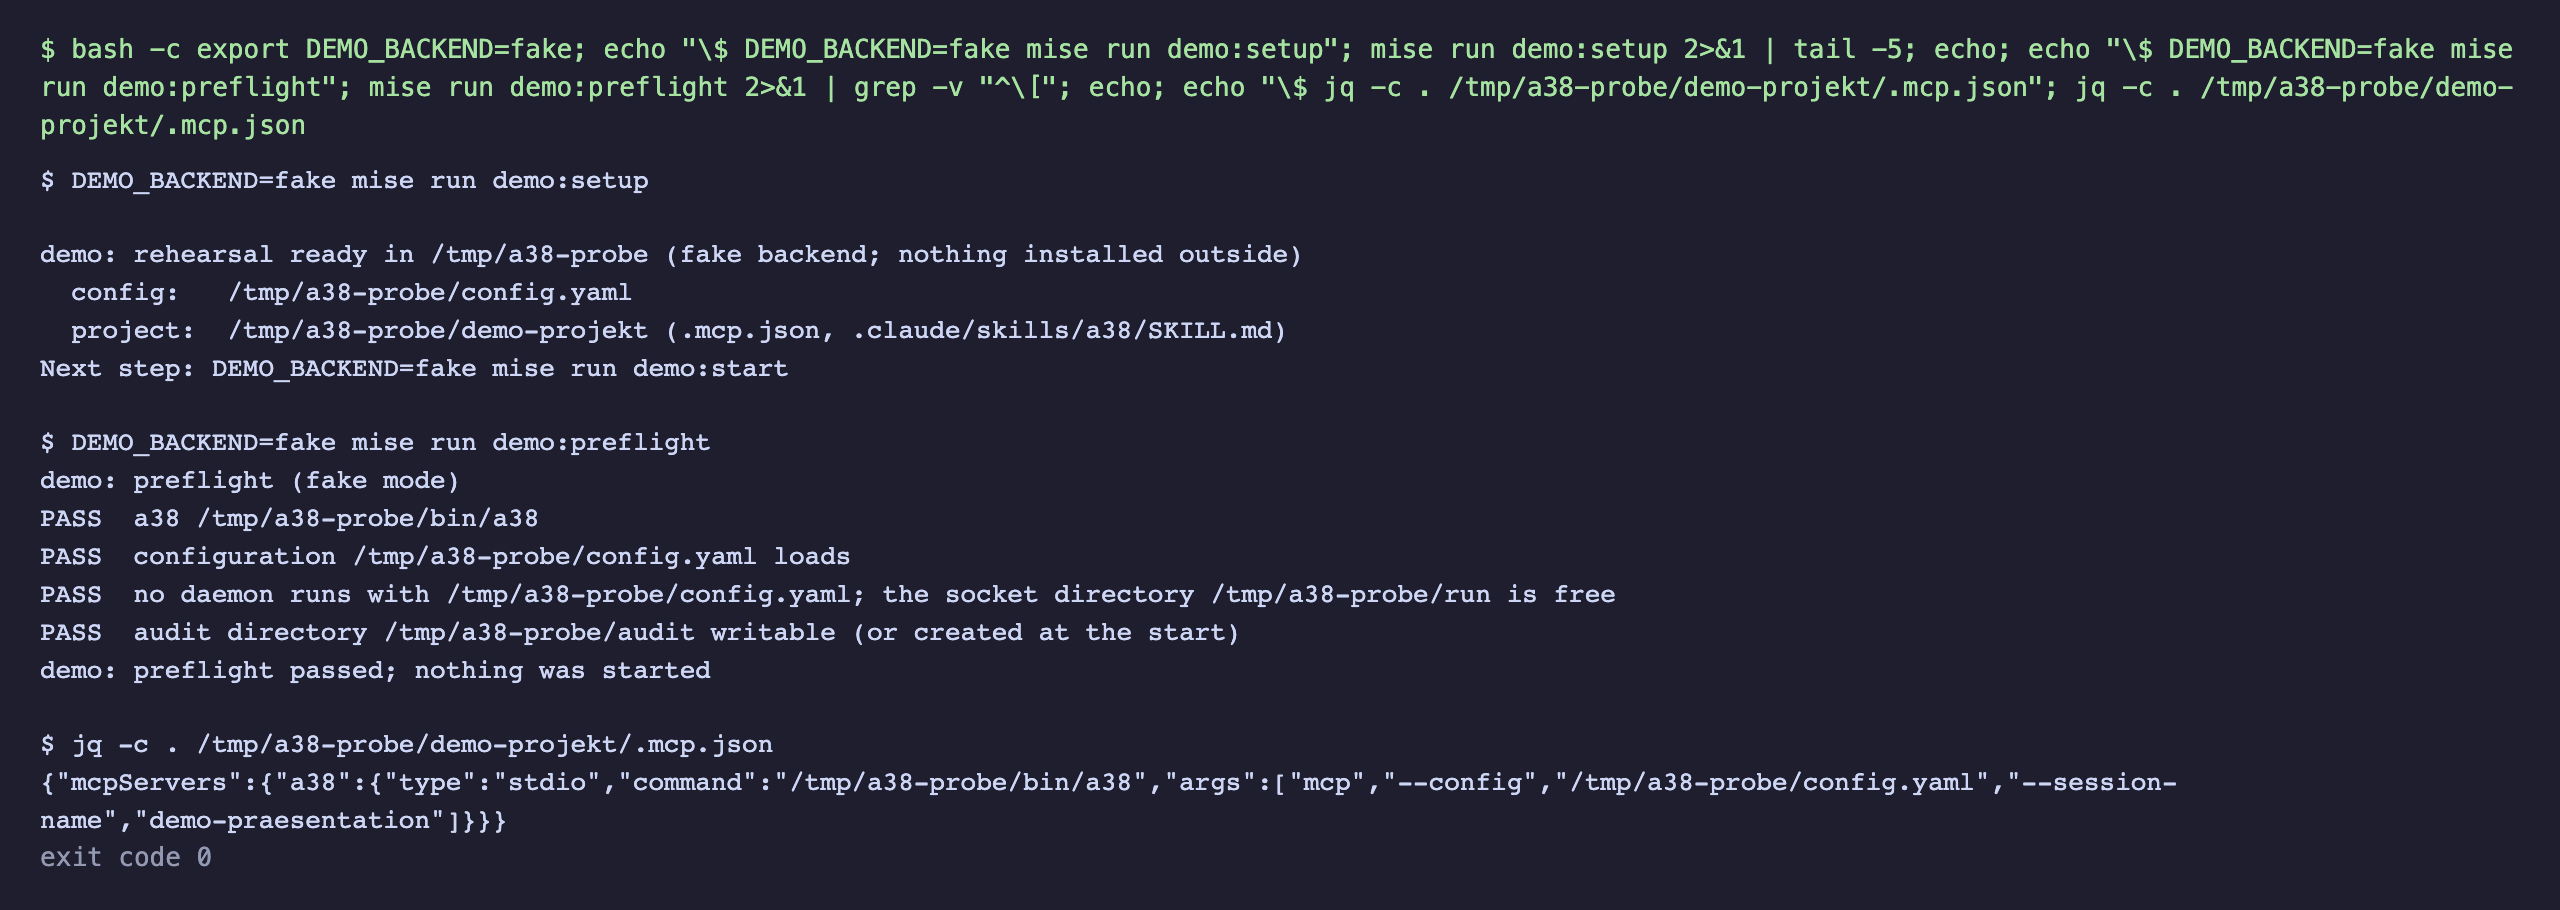 $ bash -c export DEMO_BACKEND=fake; echo "\$ DEMO_BACKEND=fake mise run demo:setup"; mise run demo:setup 2>&1 | tail -5; echo; echo "\$ DEMO_BACKEND=fake mise
run demo:preflight"; mise run demo:preflight 2>&1 | grep -v "^\["; echo; echo "\$ jq -c . /tmp/a38-probe/demo-projekt/.mcp.json"; jq -c . /tmp/a38-probe/demo-
projekt/.mcp.json
$ DEMO_BACKEND=fake mise run demo:setup
demo: rehearsal ready in /tmp/a38-probe (fake backend; nothing installed outside)
  config:   /tmp/a38-probe/config.yaml
  project:  /tmp/a38-probe/demo-projekt (.mcp.json, .claude/skills/a38/SKILL.md)
Next step: DEMO_BACKEND=fake mise run demo:start
$ DEMO_BACKEND=fake mise run demo:preflight
demo: preflight (fake mode)
PASS  a38 /tmp/a38-probe/bin/a38
PASS  configuration /tmp/a38-probe/config.yaml loads
PASS  no daemon runs with /tmp/a38-probe/config.yaml; the socket directory /tmp/a38-probe/run is free
PASS  audit directory /tmp/a38-probe/audit writable (or created at the start)
demo: preflight passed; nothing was started
$ jq -c . /tmp/a38-probe/demo-projekt/.mcp.json
{"mcpServers":{"a38":{"type":"stdio","command":"/tmp/a38-probe/bin/a38","args":["mcp","--config","/tmp/a38-probe/config.yaml","--session-
name","demo-praesentation"]}}}
exit code 0